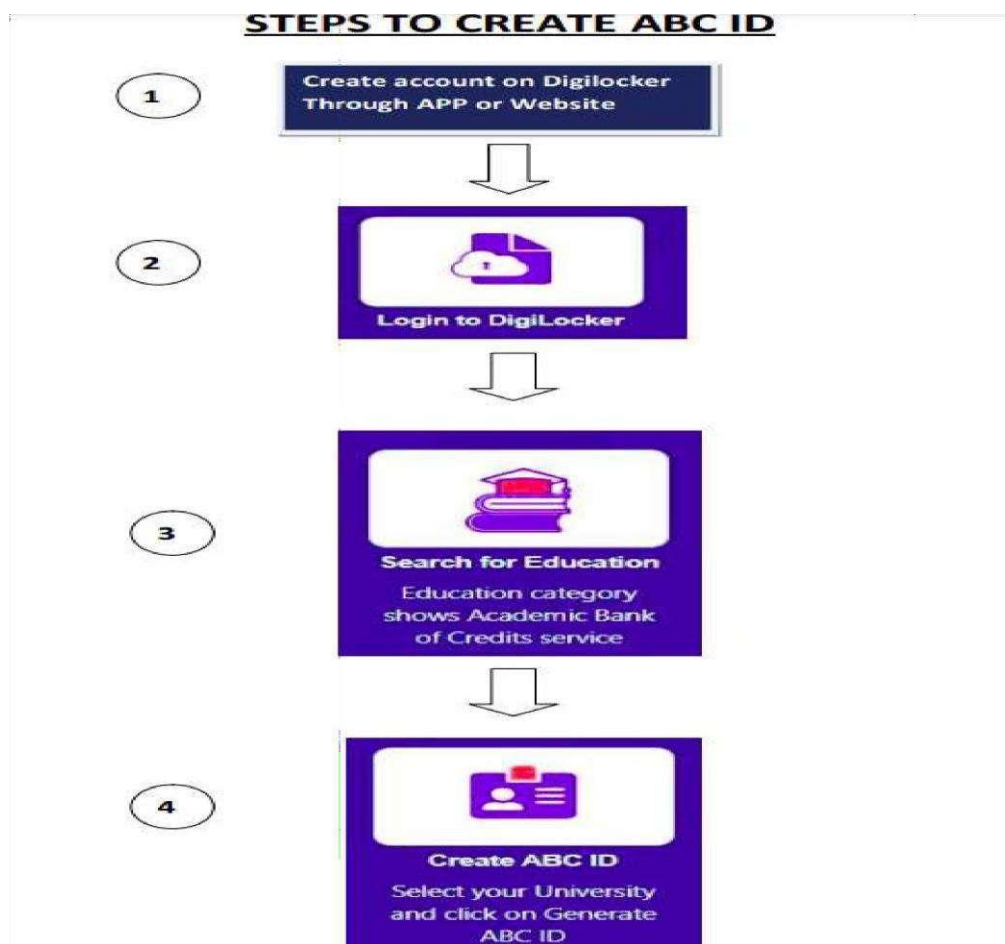 STEPS TO CREATE ABC ID
1
Create account on Digilocker
Through APP or Website
2
Login to DigiLocker
3
Search for Education
Education category
shows Academic Bank
of Credits service
4
Create ABC ID
Select your University
and click on Generate
ABC ID